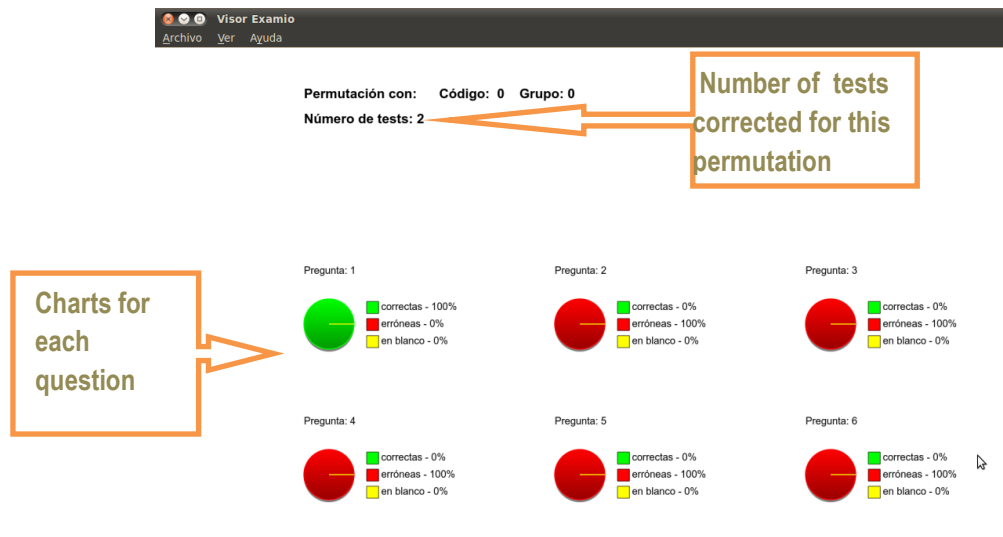 Visor Examio
Archivo Ver Ayuda
Permutación con: Código: 0 Grupo: 0
Número de tests: 2
Number of tests
corrected for this
permutation
Charts for
each
question
Pregunta: 1
correctas - 100%
erróneas - 0%
en blanco - 0%
Pregunta: 2
correctas - 0%
erróneas - 100%
en blanco - 0%
Pregunta: 3
correctas - 0%
erróneas - 100%
en blanco - 0%
Pregunta: 4
correctas - 0%
erróneas - 100%
en blanco - 0%
Pregunta: 5
correctas - 0%
erróneas - 100%
en blanco - 0%
Pregunta: 6
correctas - 0%
erróneas - 100%
en blanco - 0%